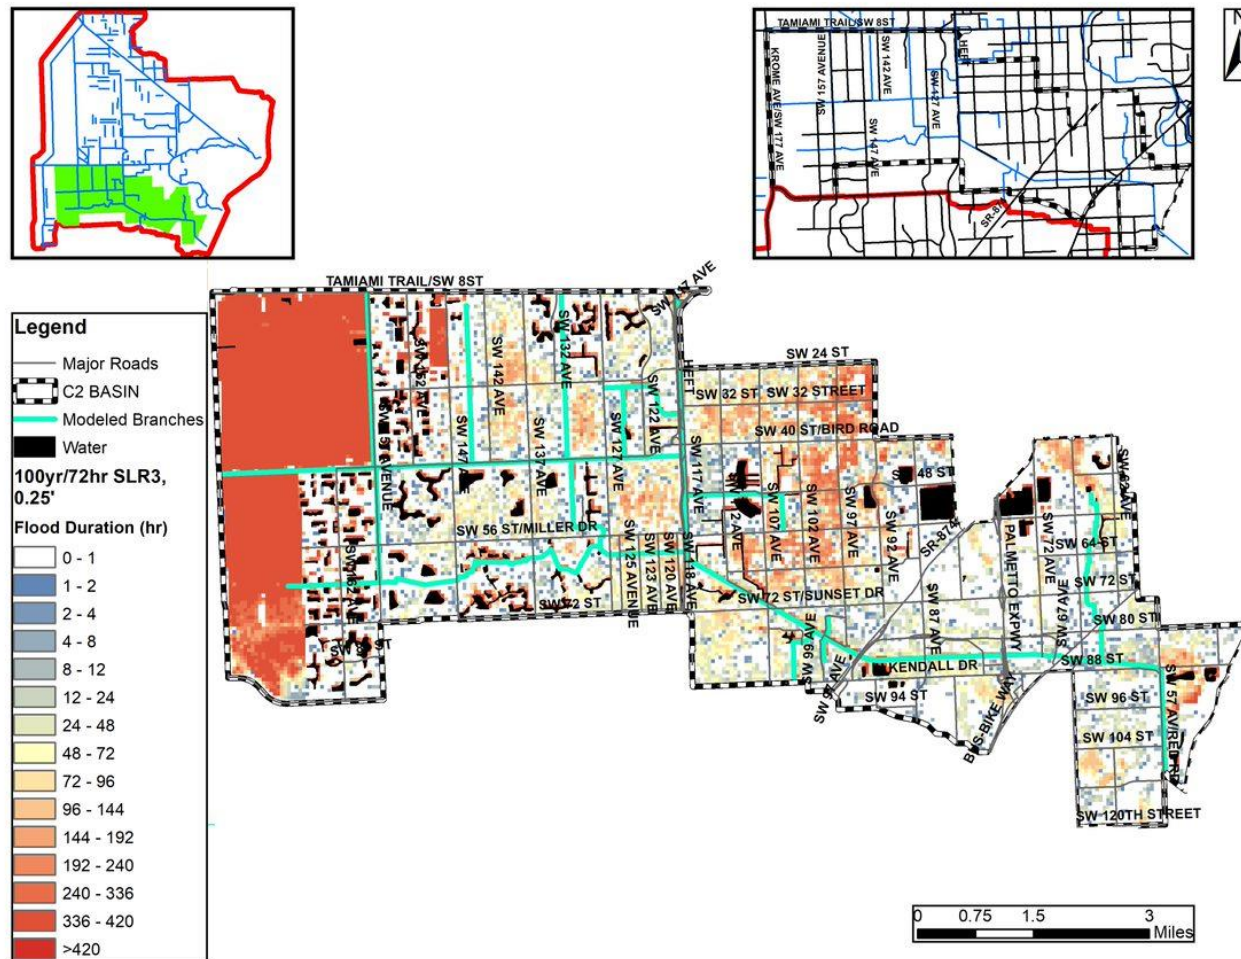 TAMIAMI TRAIL/SW 8ST
HEFT
KROME AVE/SW 177 AVE
SW 157 AVENUE
SW 142 AVE
SW 127 AVE
SW 147 AVE
SR-874
N
TAMIAMI TRAIL/SW 8ST
Legend
Major Roads
C2 BASIN
Modeled Branches
Water
100yr/72hr SLR3,
0.25'
Flood Duration (hr)
0 - 1
1 - 2
2 - 4
4 - 8
8 - 12
12 - 24
24 - 48
48 - 72
72 - 96
96 - 144
144 - 192
192 - 240
240 - 336
336 - 420
>420
SW 152 AVE
SW 142 AVE
SW 132 AVE
SW 122 AVE
HEFT
SW 24 ST
SW 32 ST
SW 32 STREET
SW 40 ST/BIRD ROAD
SW 147 AVE
SW 137 AVE
SW 127 AVE
SW 117 AVE
SW 107 AVE
SW 102 AVE
SW 97 AVE
SW 92 AVE
48 ST
SW 56 ST/MILLER DR
SW 162 AVE
SW 125 AVENUE
SW 123 AVE
SW 120 AVE
SW 118 AVE
SW 72 ST
SW 72 ST/SUNSET DR
SR-874
SW 87 AVE
PALMETTO EXPWY
SW 72 AVE
SW 67 AVE
SW 64 ST
SW 72 ST
SW 80 ST
SW 88 ST
KENDALL DR
SW 99 AVE
SW 97 AVE
SW 94 ST
BUS-BIKE WAY
SW 96 ST
SW 104 ST
SW 57 AV/RED RD
SW 120TH STREET
0 0.75 1.5 3
Miles